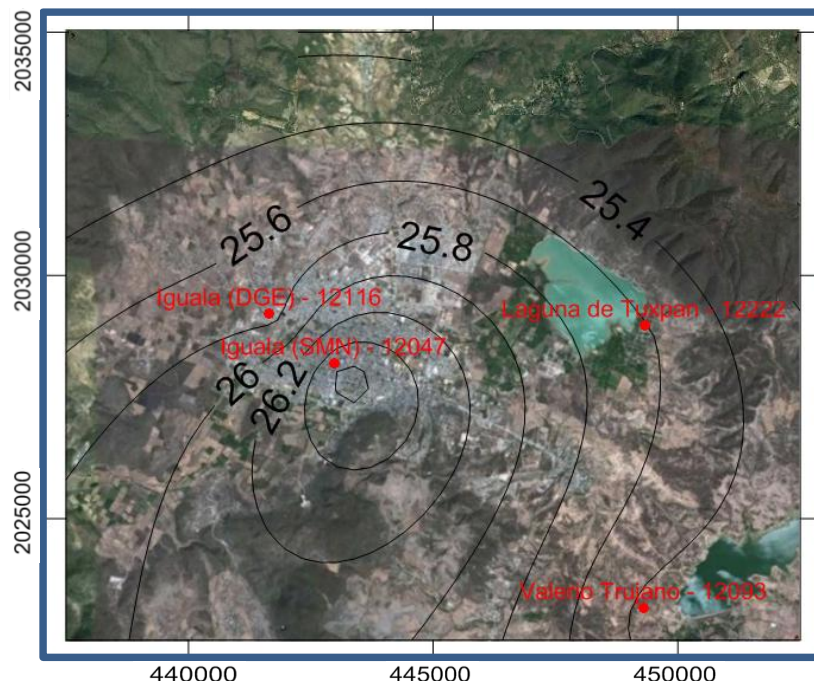 2035000
25.4
25.6
25.8
2030000
Iguala (DGE) - 12116
Laguna de Tuxpan - 12222
Iguala (SMN) - 12047
26
26.2
2025000
Valerio Trujano - 12093
440000
445000
450000